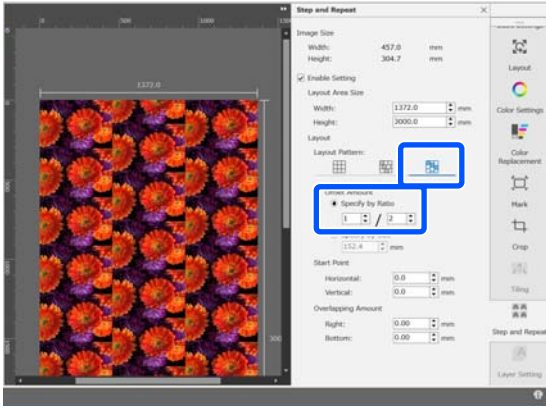 Step and Repeat
0
500
1000
1372.0
Image Size
Width: 457.0 mm
Height: 304.7 mm
Enable Setting
Layout Area Size
Width: 1372.0 mm
Height: 3000.0 mm
Layout
Layout Pattern:
Offset Amount
Specify by Ratio
1 / 2
152.4 mm
Start Point
Horizontal: 0.0 mm
Vertical: 0.0 mm
Overlapping Amount
Right: 0.00 mm
Bottom: 0.00 mm
Layout
Color Settings
Color
Replacement
Mark
Crop
Tiling
Step and Repeat
Layer Setting